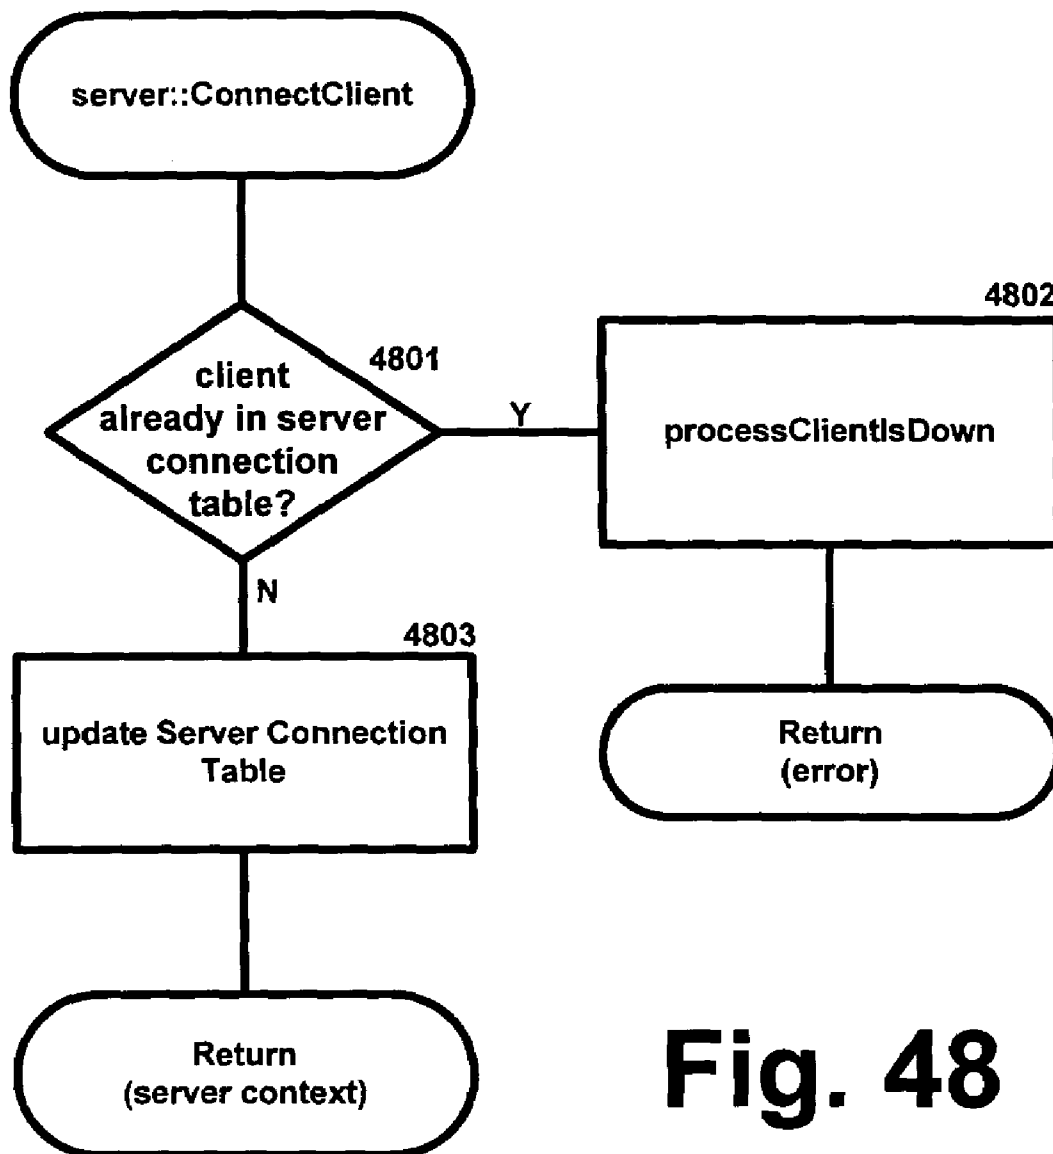 server::ConnectClient
4801
client
already in server
connection
table?
Y
4802
processClientIsDown
Return
(error)
N
4803
update Server Connection
Table
Return
(server context)
Fig. 48